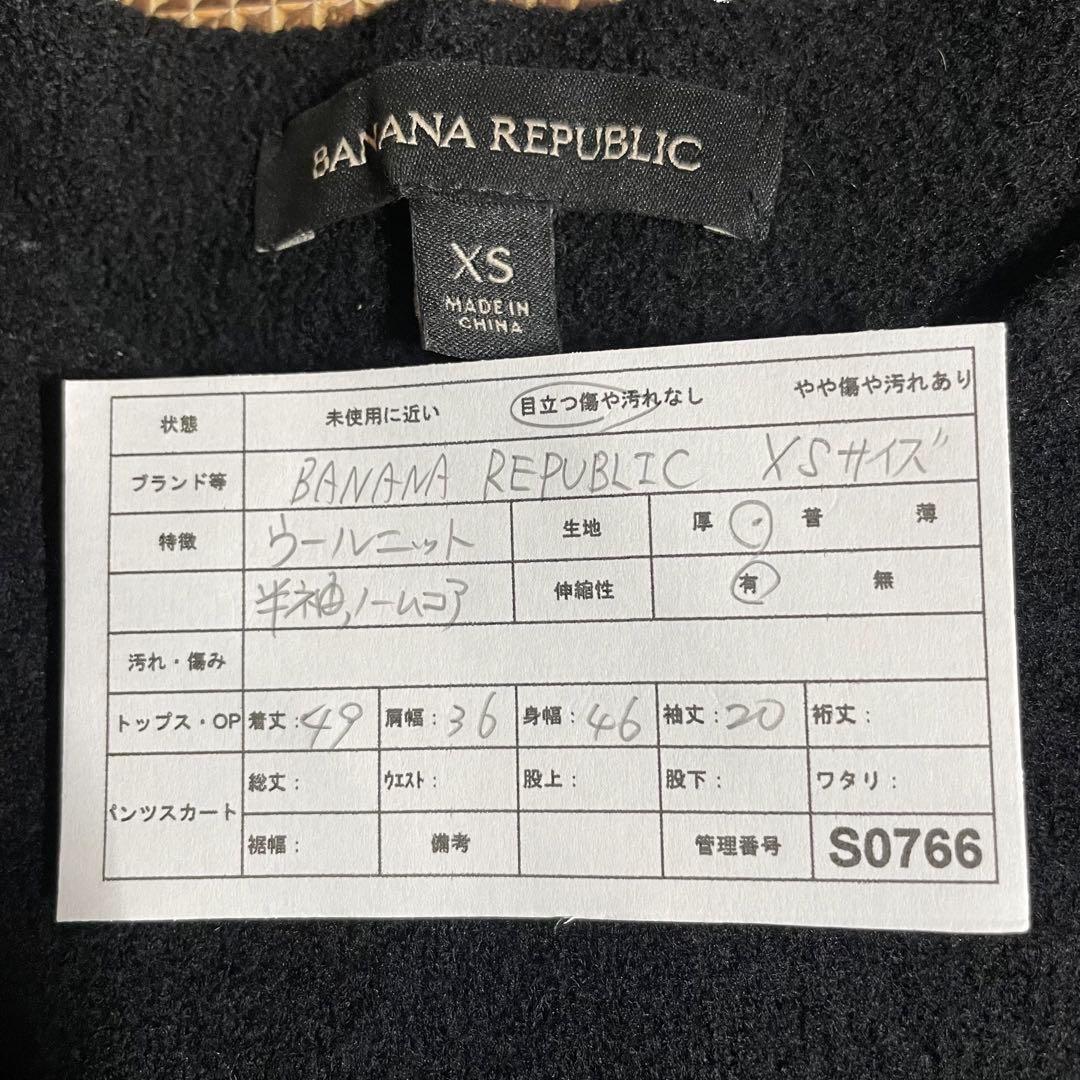 BANANA REPUBLIC
XS
MADE IN
CHINA
状態 未使用に近い 目立つ傷や汚れなし やや傷や汚れあり
ブランド等 BANANA REPUBLIC XSサイズ
特徴 ウールニット 生地 厚 ・ 普 薄
半袖,ノームコア 伸縮性 有 無
汚れ・傷み
トップス・OP 着丈:49 肩幅:36 身幅:46 袖丈:20 裄丈:
パンツスカート 総丈: ウエスト: 股上: 股下: ワタリ:
裾幅: 備考 管理番号 S0766